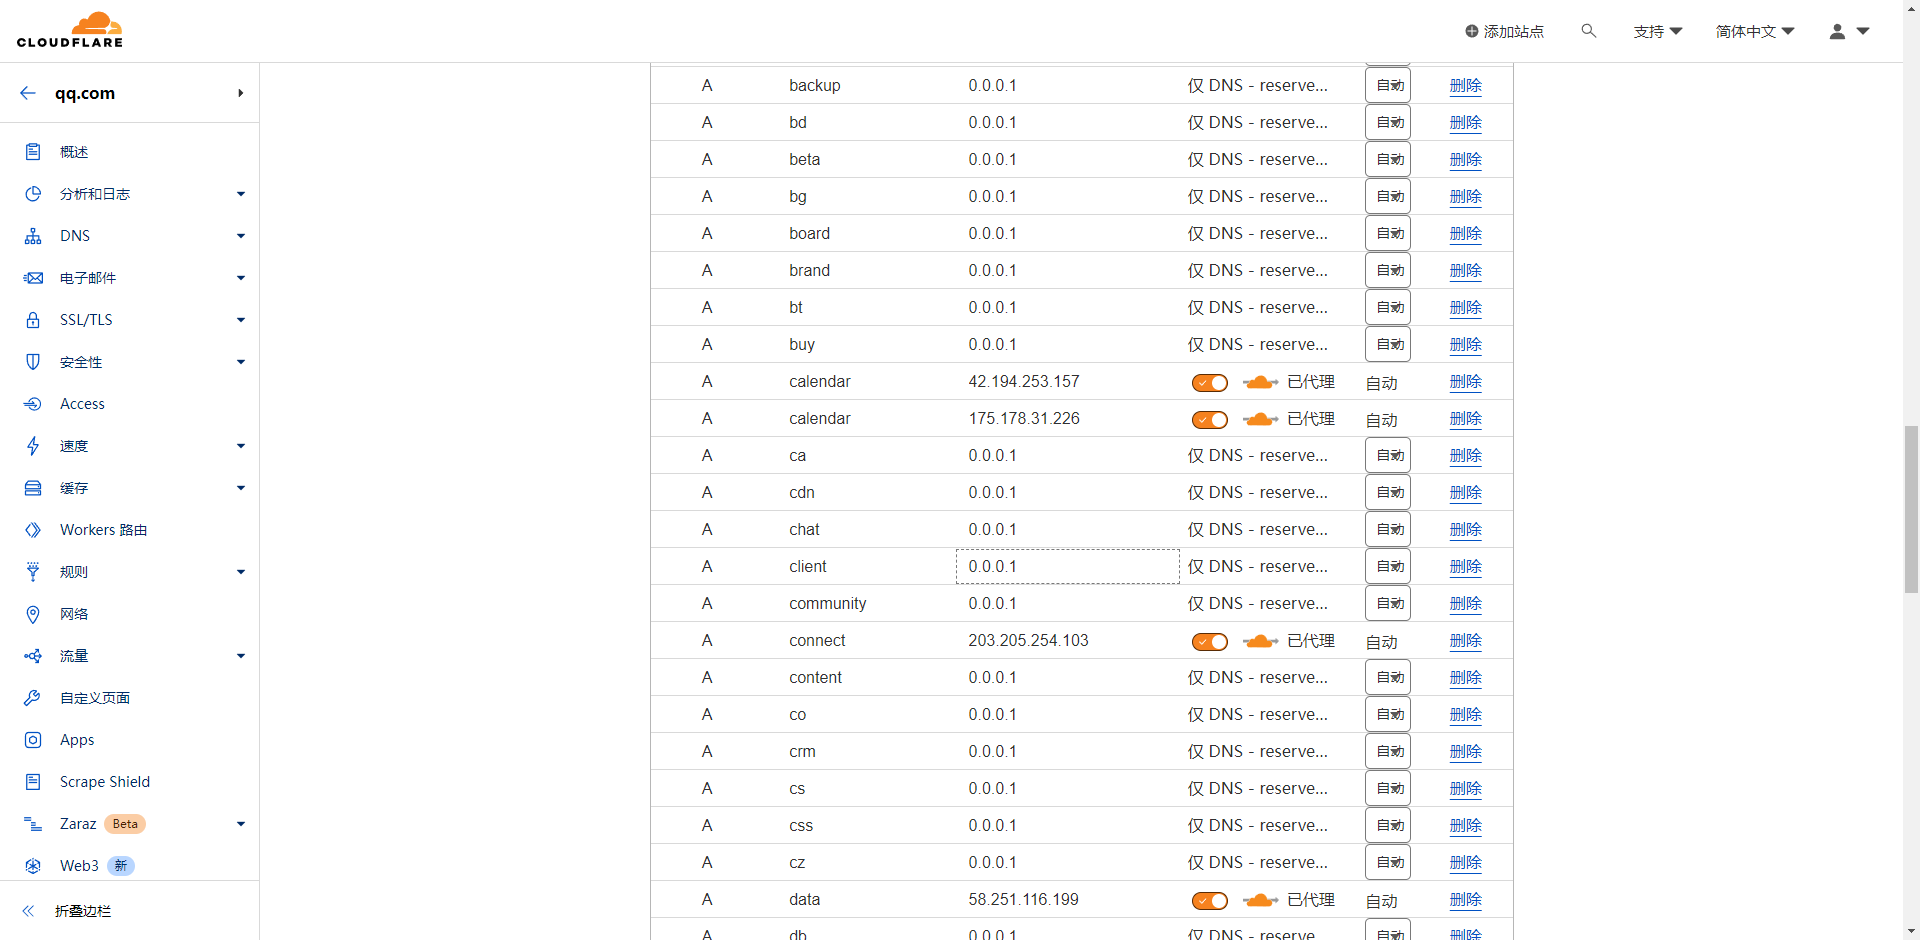 CLOUDFLARE
添加站点
支持
简体中文
qq.com
概述
分析和日志
DNS
电子邮件
SSL/TLS
安全性
Access
速度
缓存
Workers 路由
规则
网络
流量
自定义页面
Apps
Scrape Shield
Zaraz Beta
Web3 新
折叠边栏
A backup 0.0.0.1 仅 DNS - reserve... 自动 删除
A bd 0.0.0.1 仅 DNS - reserve... 自动 删除
A beta 0.0.0.1 仅 DNS - reserve... 自动 删除
A bg 0.0.0.1 仅 DNS - reserve... 自动 删除
A board 0.0.0.1 仅 DNS - reserve... 自动 删除
A brand 0.0.0.1 仅 DNS - reserve... 自动 删除
A bt 0.0.0.1 仅 DNS - reserve... 自动 删除
A buy 0.0.0.1 仅 DNS - reserve... 自动 删除
A calendar 42.194.253.157 已代理 自动 删除
A calendar 175.178.31.226 已代理 自动 删除
A ca 0.0.0.1 仅 DNS - reserve... 自动 删除
A cdn 0.0.0.1 仅 DNS - reserve... 自动 删除
A chat 0.0.0.1 仅 DNS - reserve... 自动 删除
A client 0.0.0.1 仅 DNS - reserve... 自动 删除
A community 0.0.0.1 仅 DNS - reserve... 自动 删除
A connect 203.205.254.103 已代理 自动 删除
A content 0.0.0.1 仅 DNS - reserve... 自动 删除
A co 0.0.0.1 仅 DNS - reserve... 自动 删除
A crm 0.0.0.1 仅 DNS - reserve... 自动 删除
A cs 0.0.0.1 仅 DNS - reserve... 自动 删除
A css 0.0.0.1 仅 DNS - reserve... 自动 删除
A cz 0.0.0.1 仅 DNS - reserve... 自动 删除
A data 58.251.116.199 已代理 自动 删除
A db 0.0.0.1 仅 DNS - reserve... 自动 删除